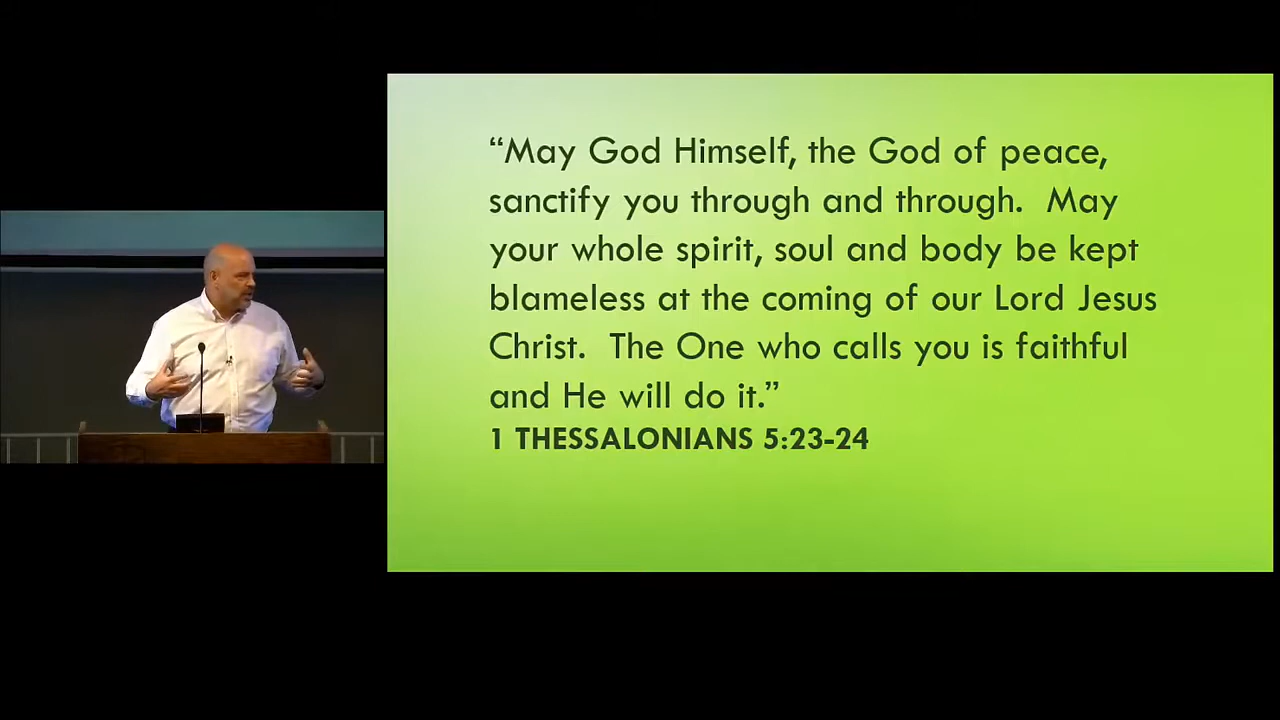 “May God Himself, the God of peace,
sanctify you through and through.  May
your whole spirit, soul and body be kept
blameless at the coming of our Lord Jesus
Christ.  The One who calls you is faithful
and He will do it.”
1 THESSALONIANS 5:23-24